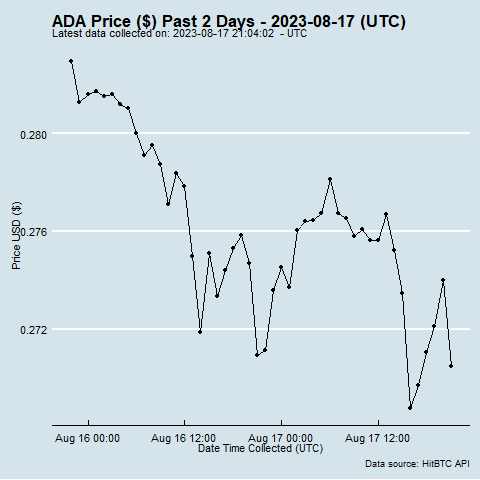 ADA Price ($) Past 2 Days - 2023-08-17 (UTC)
Latest data collected on: 2023-08-17 21:04:02 - UTC
0.280
0.276
0.272
Price USD ($)
Aug 16 00:00 Aug 16 12:00 Aug 17 00:00 Aug 17 12:00
Date Time Collected (UTC)
Data source: HitBTC API